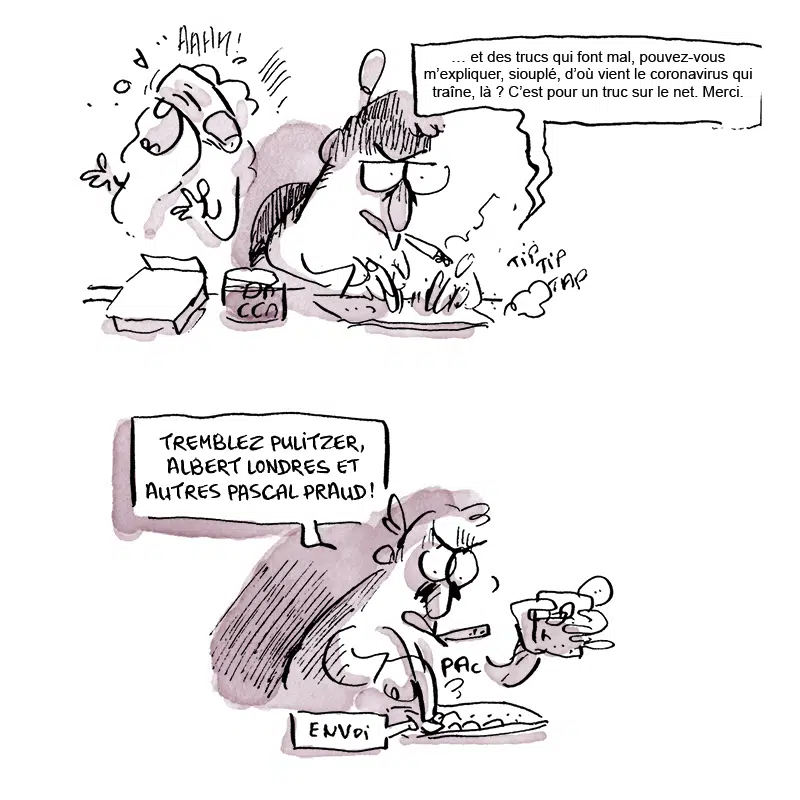 AAHH!
… et des trucs qui font mal, pouvez-vous
m'expliquer, siouplé, d'où vient le coronavirus qui
traîne, là ? C'est pour un truc sur le net. Merci.
TIP
TIP
TAP
TREMBLEZ PULITZER,
ALBERT LONDRES ET
AUTRES PASCAL PRAUD !
PAC
ENVOI